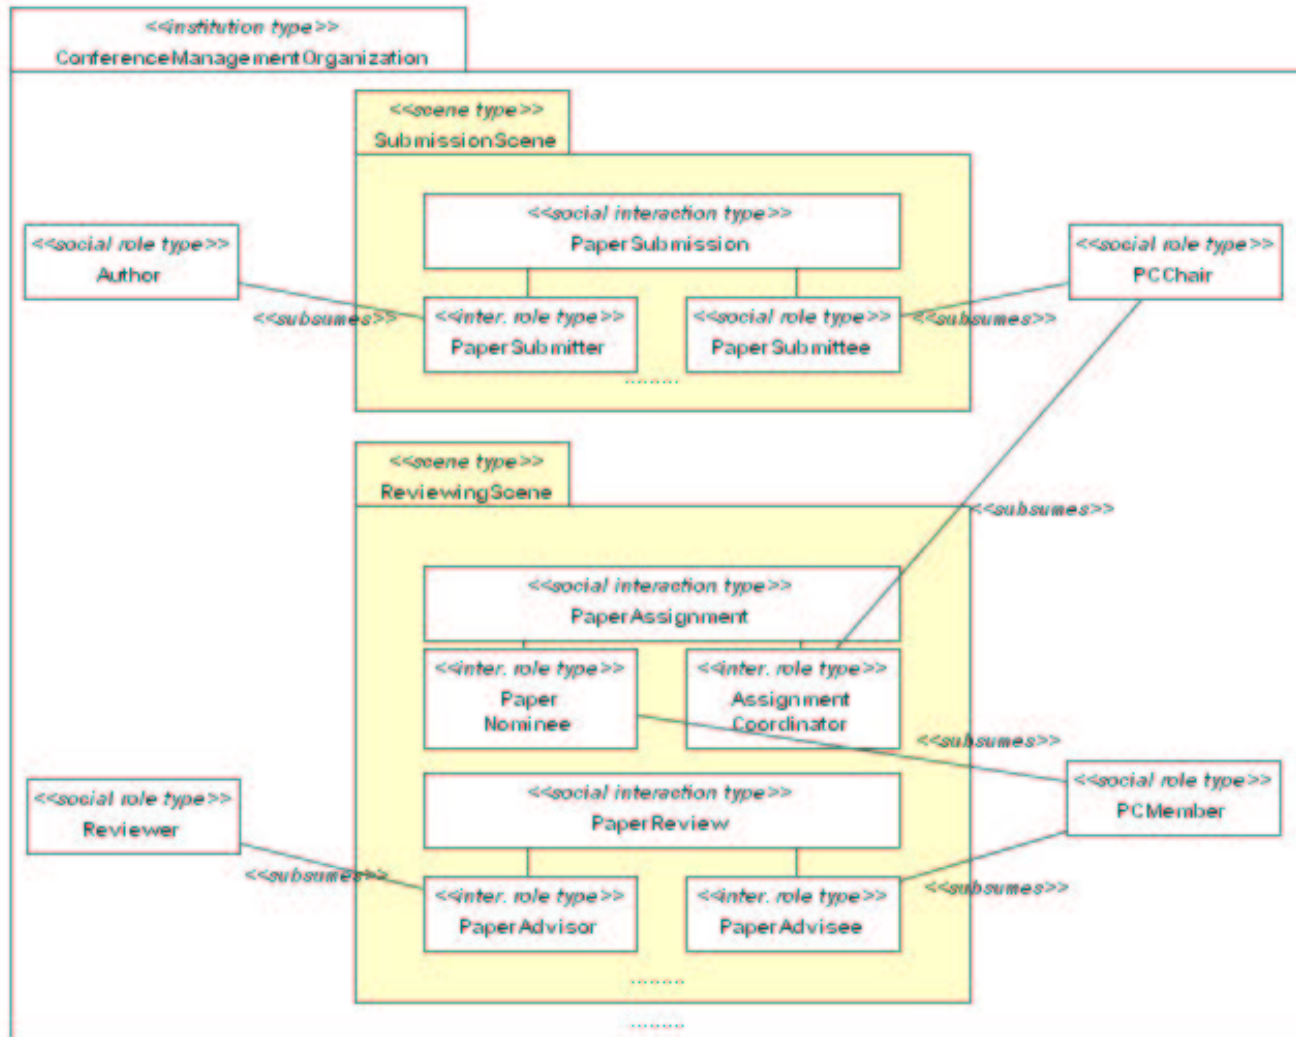 <<institution type>>
ConferenceManagementOrganization
<<scene type>>
SubmissionScene
<<social interaction type>>
PaperSubmission
<<social role type>>
Author
<<social role type>>
PCChair
<<subsumes>>
<<inter. role type>>
PaperSubmitter
<<social role type>>
PaperSubmittee
<<subsumes>>
........
<<scene type>>
ReviewingScene
<<subsumes>>
<<social interaction type>>
PaperAssignment
<<inter. role type>>
Paper
Nominee
<<inter. role type>>
Assignment
Coordinator
<<subsumes>>
<<social role type>>
Reviewer
<<social interaction type>>
PaperReview
<<social role type>>
PCMember
<<subsumes>>
<<inter. role type>>
PaperAdvisor
<<inter. role type>>
PaperAdvisee
<<subsumes>>
........
........